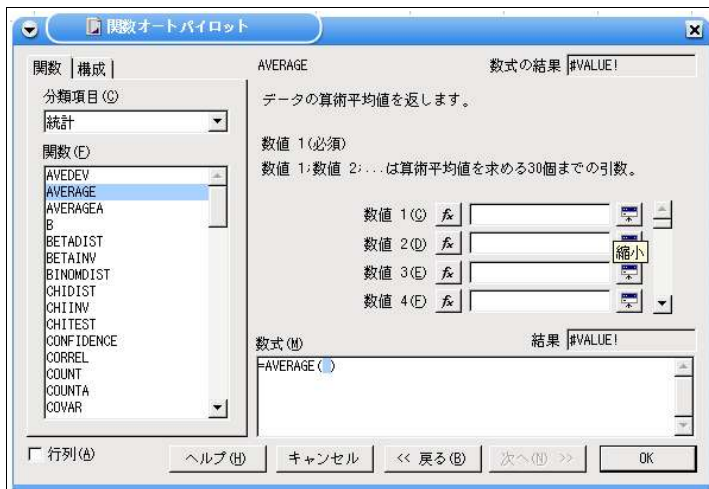 関数オートパイロット
関数
構成
分類項目(C)
統計
関数(F)
AVEDEV
AVERAGE
AVERAGEA
B
BETADIST
BETAINV
BINOMDIST
CHIDIST
CHIINV
CHITEST
CONFIDENCE
CORREL
COUNT
COUNTA
COVAR
AVERAGE
数式の結果 #VALUE!
データの算術平均値を返します。
数値 1(必須)
数値 1;数値 2;...は算術平均値を求める30個までの引数。
数値 1(C) fx
数値 2(D) fx
縮小
数値 3(E) fx
数値 4(F) fx
数式(M)
結果 #VALUE!
=AVERAGE( )
行列(A)
ヘルプ(H)
キャンセル
<< 戻る(B)
次へ(N) >>
OK